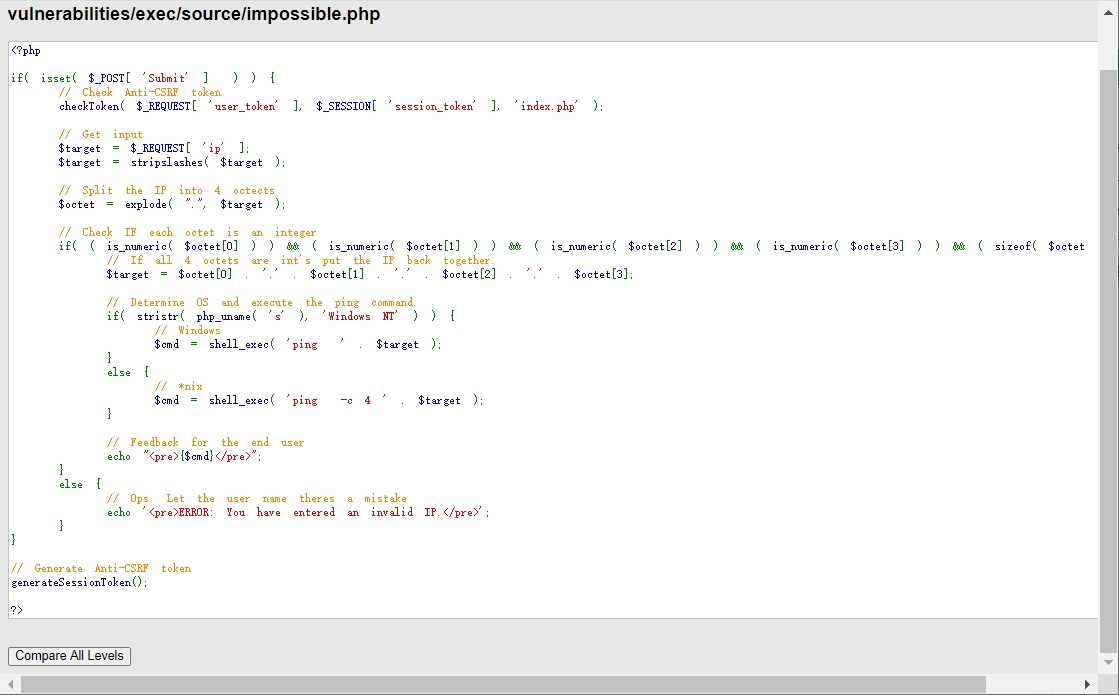 vulnerabilities/exec/source/impossible.php
<?php
if( isset( $_POST[ 'Submit' ] ) ) {
// Check Anti-CSRF token
checkToken( $_REQUEST[ 'user_token' ], $_SESSION[ 'session_token' ], 'index.php' );
// Get input
$target = $_REQUEST[ 'ip' ];
$target = stripslashes( $target );
// Split the IP into 4 octects
$octet = explode( ".", $target );
// Check IF each octet is an integer
if( ( is_numeric( $octet[0] ) ) && ( is_numeric( $octet[1] ) ) && ( is_numeric( $octet[2] ) ) && ( is_numeric( $octet[3] ) ) && ( sizeof( $octet
// If all 4 octets are int's put the IP back together.
$target = $octet[0] . '.' . $octet[1] . '.' . $octet[2] . '.' . $octet[3];
// Determine OS and execute the ping command.
if( stristr( php_uname( 's' ), 'Windows NT' ) ) {
// Windows
$cmd = shell_exec( 'ping ' . $target );
}
else {
// *nix
$cmd = shell_exec( 'ping -c 4 ' . $target );
}
// Feedback for the end user
echo "<pre>{$cmd}</pre>";
}
else {
// Ops. Let the user name theres a mistake
echo '<pre>ERROR: You have entered an invalid IP.</pre>';
}
}
// Generate Anti-CSRF token
generateSessionToken();
?>
Compare All Levels